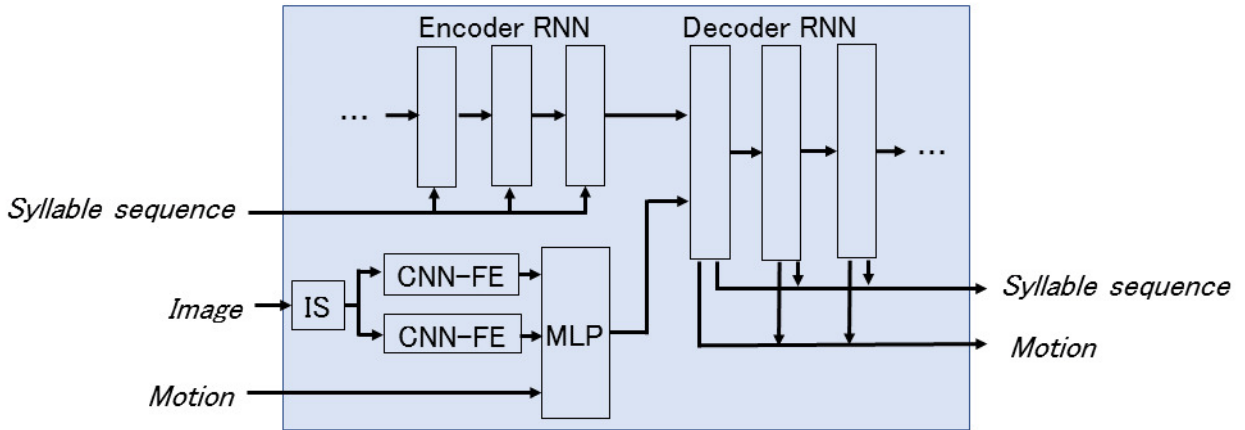 Encoder RNN
Decoder RNN
...
...
Syllable sequence
CNN-FE
Image
IS
CNN-FE
MLP
Syllable sequence
Motion
Motion